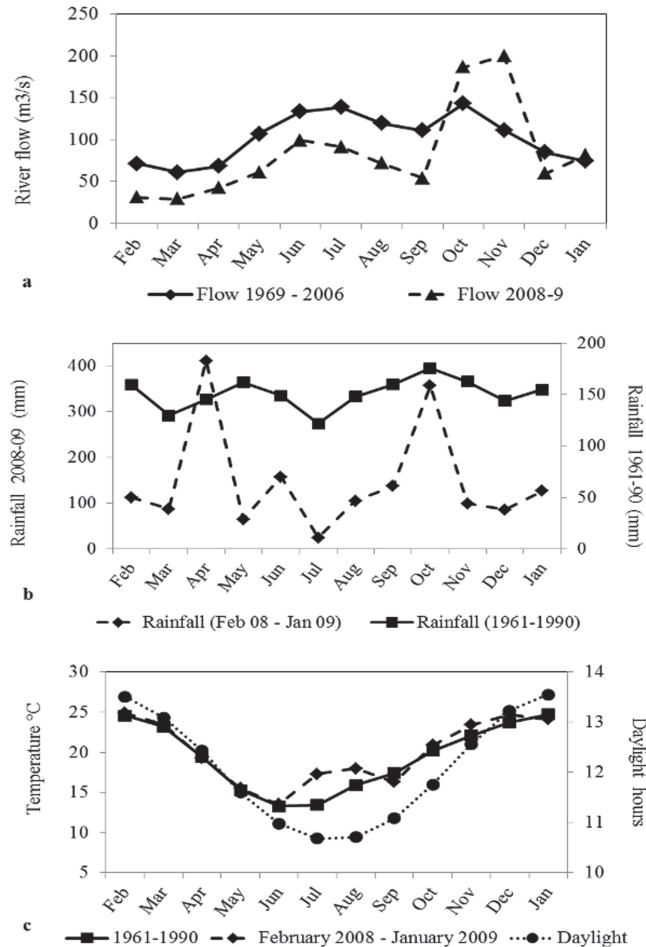 250
200
150
100
50
0
River flow (m3/s)
Feb Mar Apr May Jun Jul Aug Sep Oct Nov Dec Jan
a
Flow 1969 - 2006 Flow 2008-9
400
300
200
100
0
Rainfall 2008-09 (mm)
200
150
100
50
0
Rainfall 1961-90 (mm)
Feb Mar Apr May Jun Jul Aug Sep Oct Nov Dec Jan
b
Rainfall (Feb 08 - Jan 09) Rainfall (1961-1990)
30
25
20
15
10
5
Temperature °C
14
13
12
11
10
Daylight
hours
Feb Mar Apr May Jun Jul Aug Sep Oct Nov Dec Jan
c
1961-1990 February 2008 - January 2009 Daylight